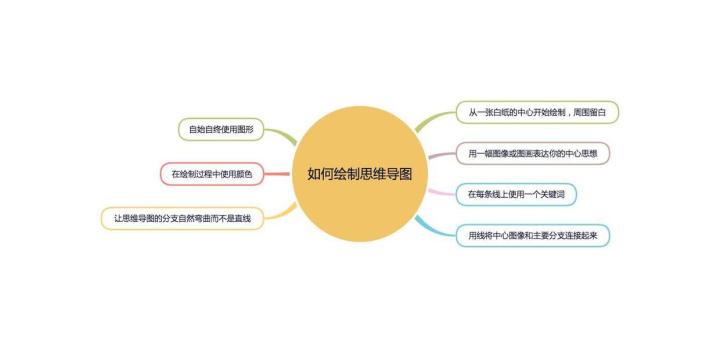 如何绘制思维导图
从一张白纸的中心开始绘制，周围留白
用一幅图像或图画表达你的中心思想
在每条线上使用一个关键词
用线将中心图像和主要分支连接起来
自始自终使用图形
在绘制过程中使用颜色
让思维导图的分支自然弯曲而不是直线